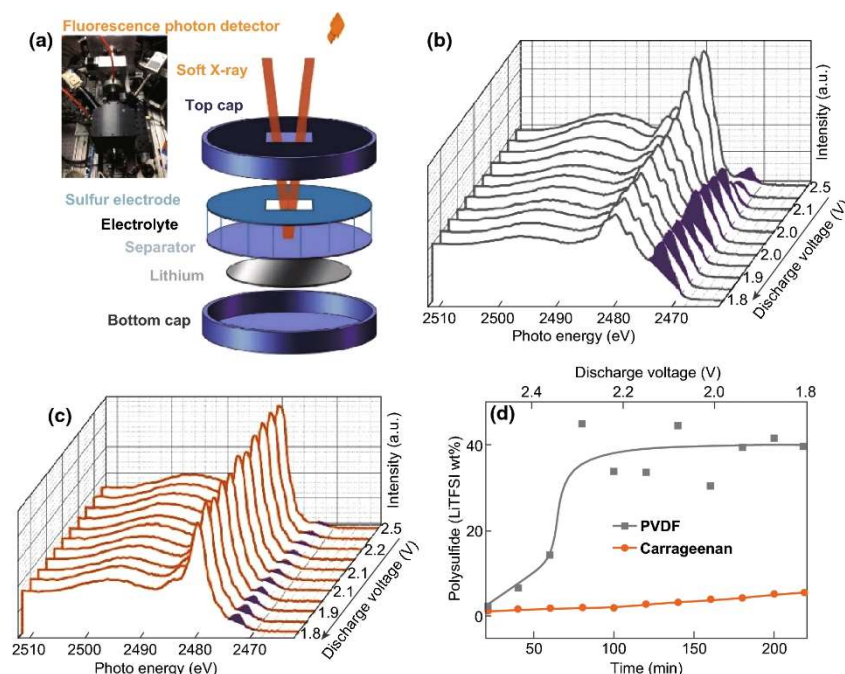 (a)
Fluorescence photon detector
Soft X-ray
Top cap
Sulfur electrode
Electrolyte
Separator
Lithium
Bottom cap
(b)
Intensity (a.u.)
2.5
2.1
2.0
2.0
1.9
1.8
Discharge voltage (V)
2510
2500
2490
2480
2470
Photo energy (eV)
(c)
Intensity (a.u.)
2.5
2.2
2.1
2.1
1.9
1.8
Discharge voltage (V)
2510
2500
2490
2480
2470
Photo energy (eV)
Discharge voltage (V)
2.36 2.22 2.12 2.01 1.8
(d)
Polysulfide (LiTFSI wt%)
40
20
0
PVDF
Carrageenan
50 100 150 200
Time (min)